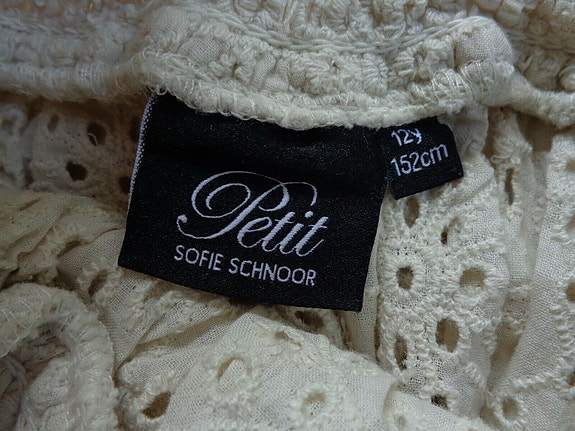 Petit
SOFIE SCHNOOR
12y
152cm